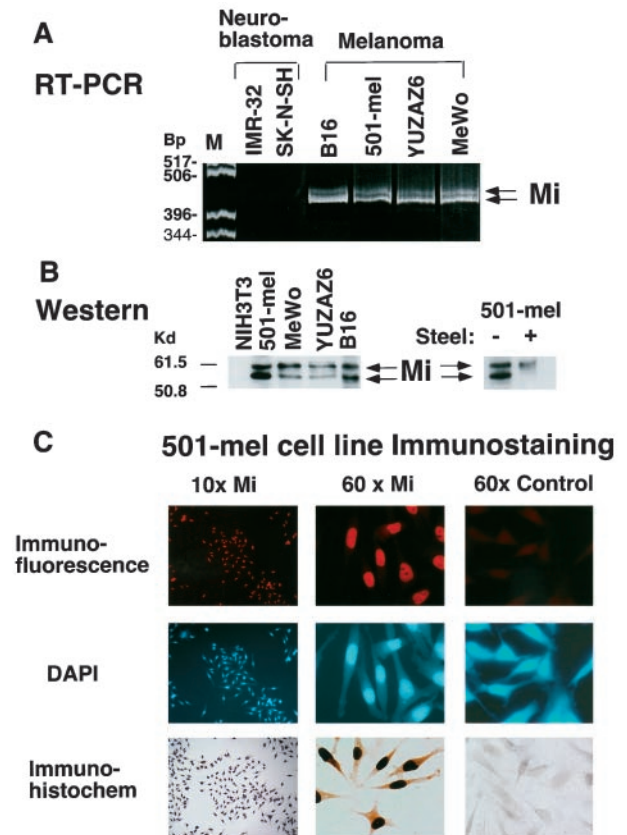 A
RT-PCR
Neuro-
blastoma
Melanoma
IMR-32
SK-N-SH
B16
501-mel
YUZAZ6
MeWo
Bp M
517-
506-
396-
344-
Mi
B
Western
NIH3T3
501-mel
MeWo
YUZAZ6
B16
501-mel
Steel: - +
Kd
61.5
50.8
Mi
C
501-mel cell line Immunostaining
10x Mi 60 x Mi 60x Control
Immuno-
fluorescence
DAPI
Immuno-
histochem